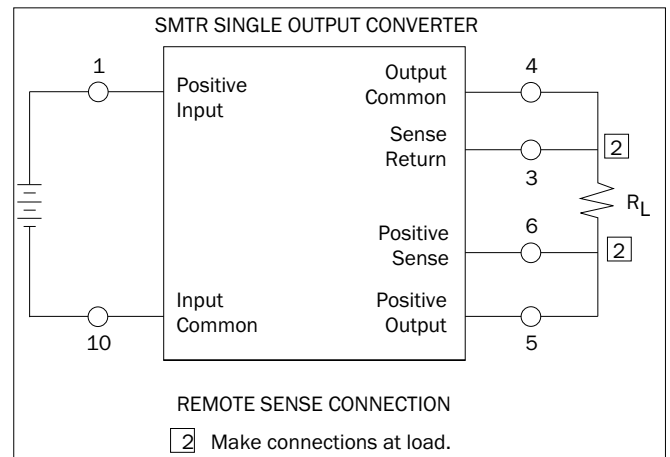 SMTR SINGLE OUTPUT CONVERTER
1
Positive
Input
Output
Common
4
Sense
Return
3
2
R_L
Positive
Sense
6
2
Input
Common
10
Positive
Output
5
REMOTE SENSE CONNECTION
2 Make connections at load.